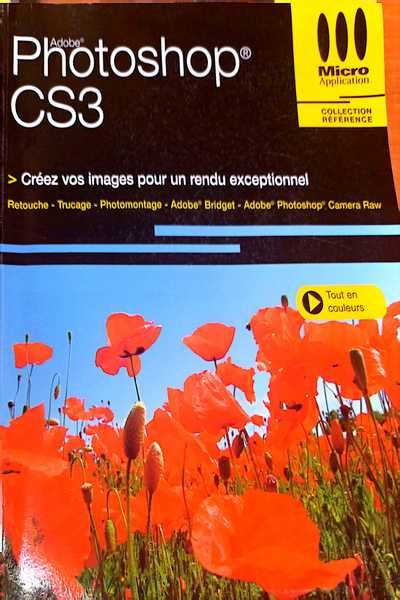 Adobe®
Photoshop®
CS3
Micro
Application
COLLECTION
RÉFÉRENCE
> Créez vos images pour un rendu exceptionnel
Retouche - Trucage - Photomontage - Adobe® Bridget - Adobe® Photoshop® Camera Raw
Tout en
couleurs